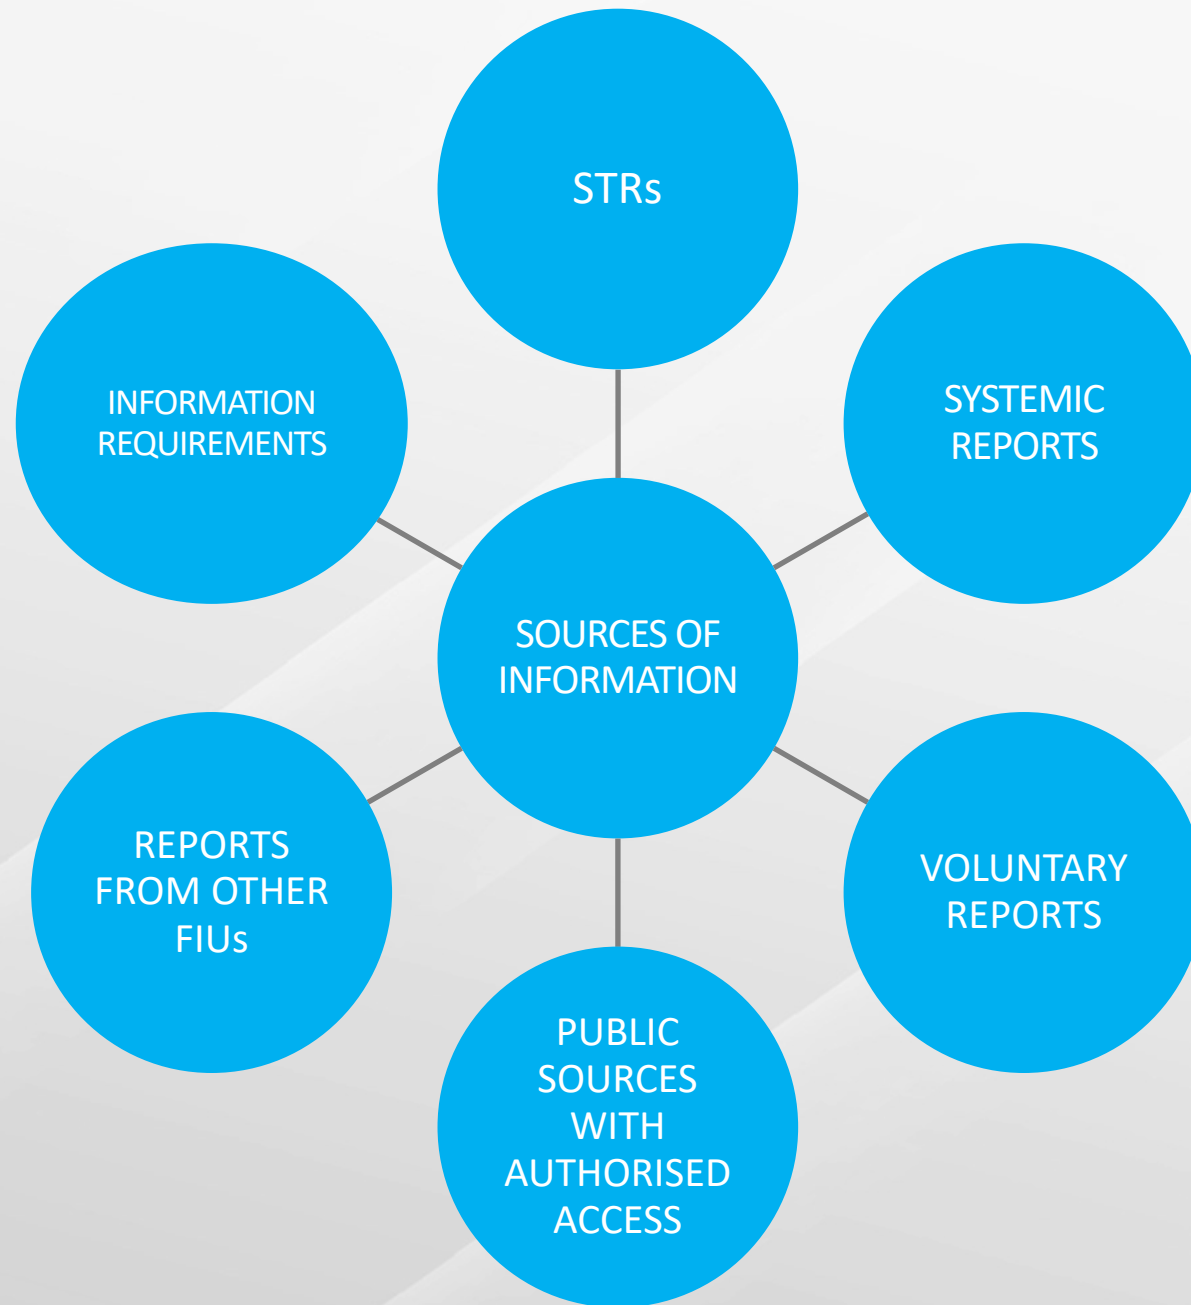 STRs
SYSTEMIC
REPORTS
VOLUNTARY
REPORTS
PUBLIC
SOURCES
WITH
AUTHORISED
ACCESS
REPORTS
FROM OTHER
FIUs
INFORMATION
REQUIREMENTS
SOURCES OF
INFORMATION